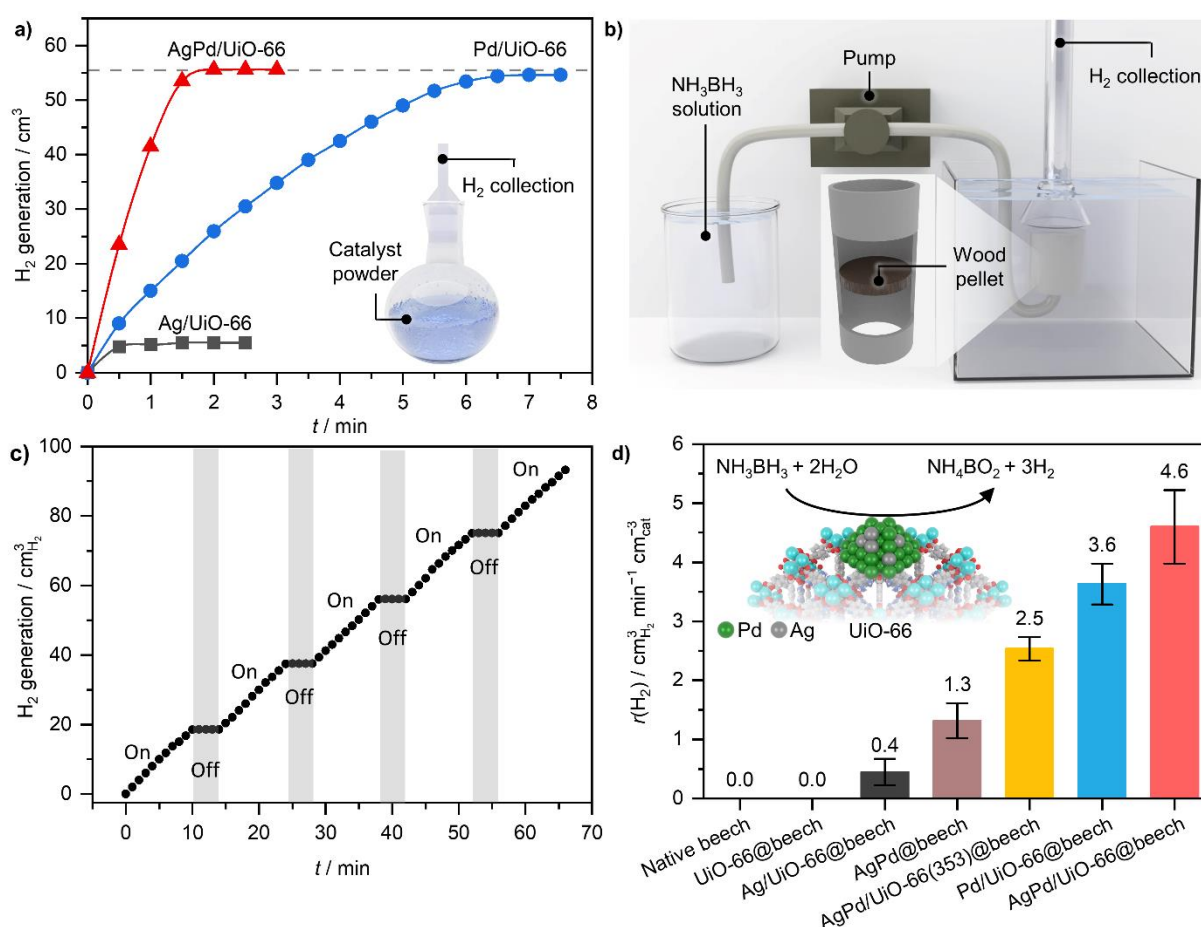 a)
60
50
40
30
20
10
0
H₂ generation / cm³
AgPd/UiO-66
Pd/UiO-66
Ag/UiO-66
H₂ collection
Catalyst
powder
0 1 2 3 4 5 6 7 8
t / min
b)
Pump
H₂ collection
NH₃BH₃
solution
Wood
pellet
c)
100
80
60
40
20
0
H₂ generation / cm³H₂
On
Off
On
Off
On
Off
On
Off
On
0 10 20 30 40 50 60 70
t / min
d)
6
5
4
3
2
1
0
r(H₂) / cm³H₂ min⁻¹ cm⁻³cat
NH₃BH₃ + 2H₂O
NH₄BO₂ + 3H₂
Pd
Ag
UiO-66
0.0
0.0
0.4
1.3
2.5
3.6
4.6
Native beech
UiO-66@beech
Ag/UiO-66@beech
AgPd@beech
AgPd/UiO-66(353)@beech
Pd/UiO-66@beech
AgPd/UiO-66@beech